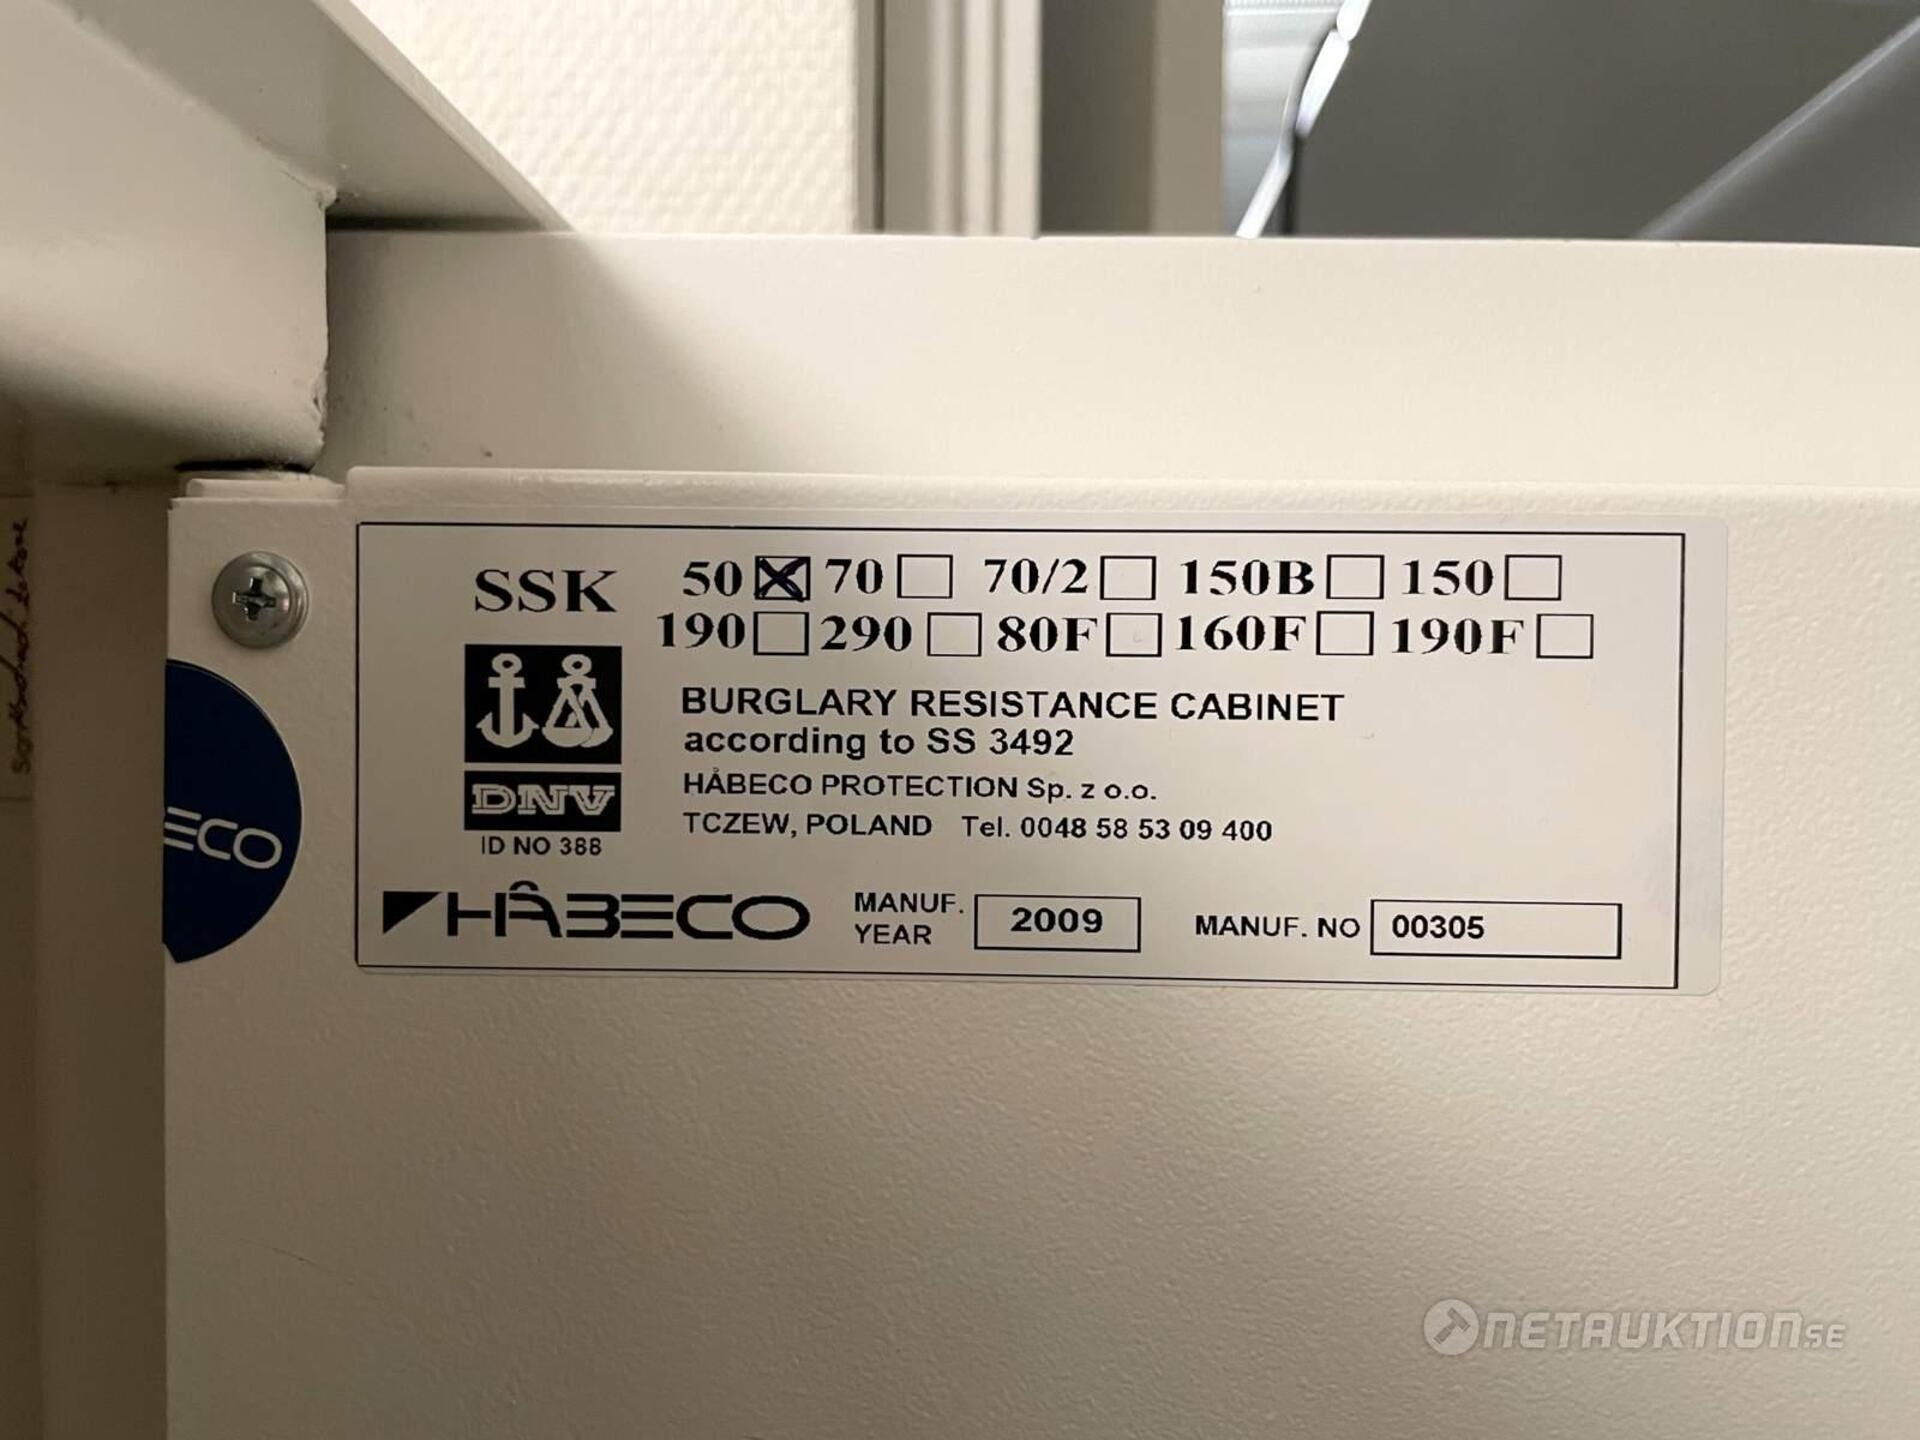 SSK 50 70 70/2 150B 150
190 290 80F 160F 190F
BURGLARY RESISTANCE CABINET
according to SS 3492
HÅBECO PROTECTION Sp. z o.o.
TCZEW, POLAND Tel. 0048 58 53 09 400
DNV
ID NO 388
HÅBECO
MANUF. YEAR 2009 MANUF. NO 00305
ECO
NETAUKTION.SE